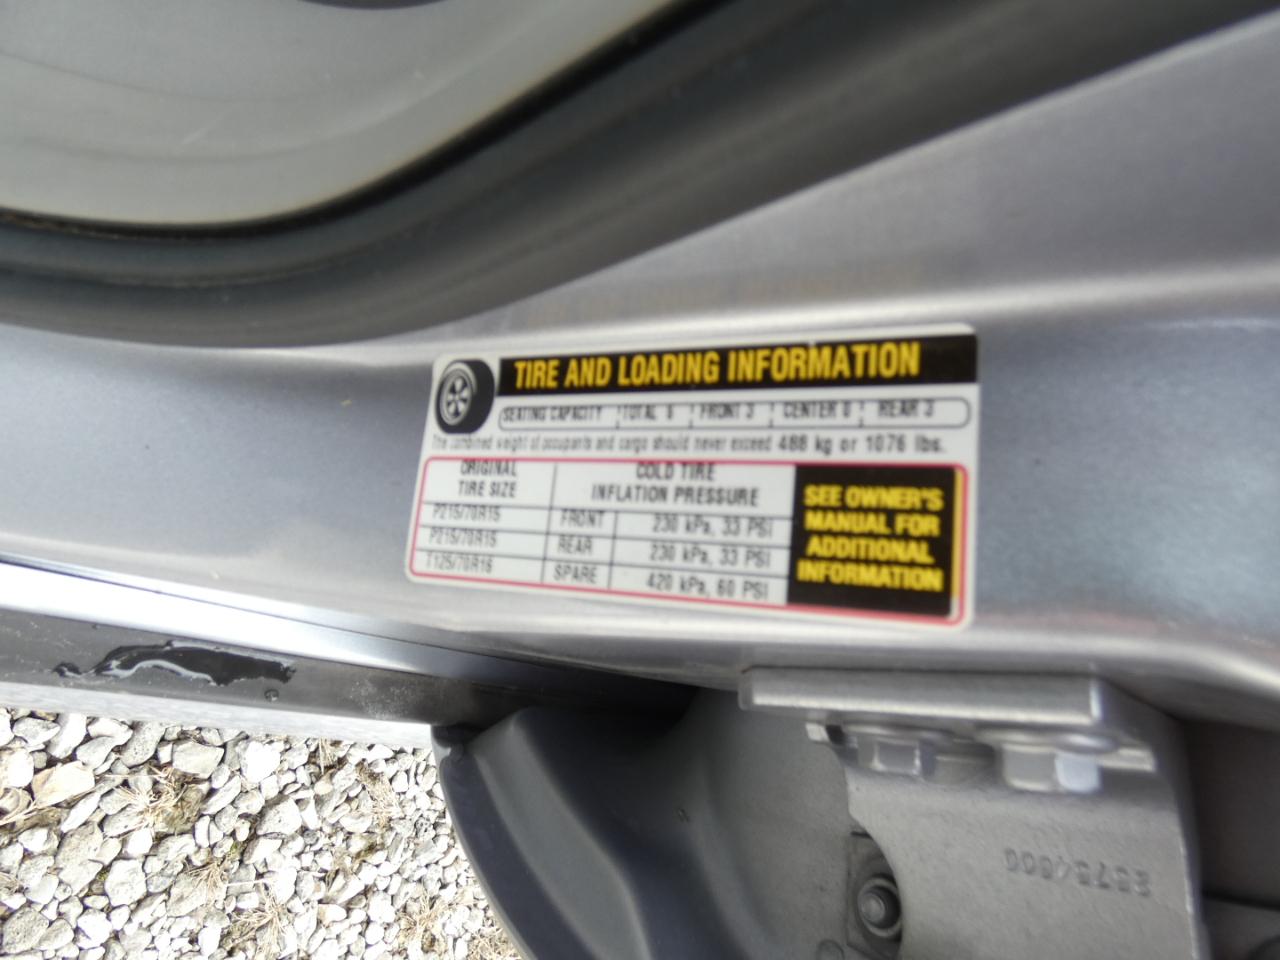 TIRE AND LOADING INFORMATION
SEATING CAPACITY TOTAL 6 FRONT 3 CENTER 0 REAR 3
The combined weight of occupants and cargo should never exceed 488 kg or 1076 lbs.
ORIGINAL TIRE SIZE
COLD TIRE INFLATION PRESSURE
P215/70R15 FRONT 230 kPa, 33 PSI
P215/70R15 REAR 230 kPa, 33 PSI
T125/70R16 SPARE 420 kPa, 60 PSI
SEE OWNER'S
MANUAL FOR
ADDITIONAL
INFORMATION